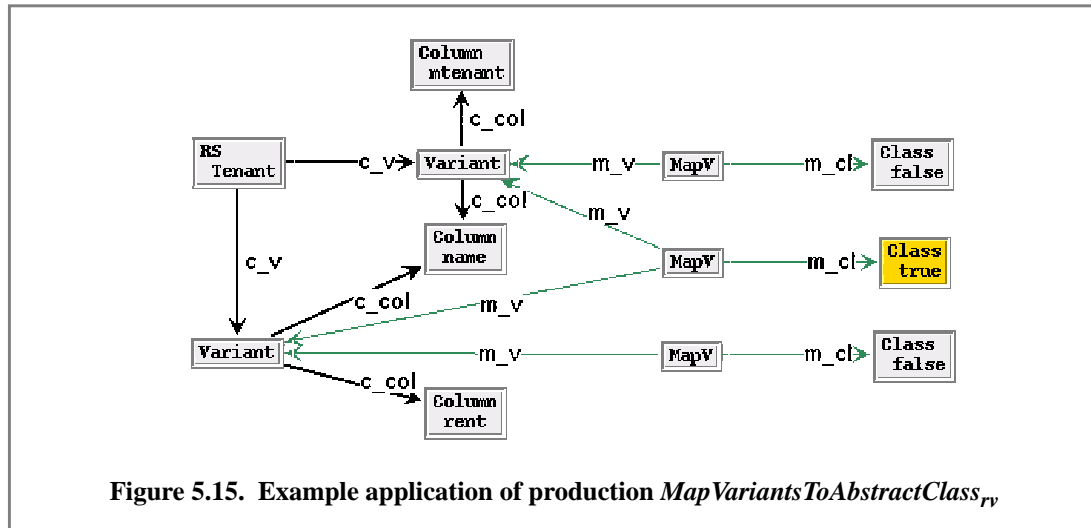 Column
mtenant
c_col
RS
Tenant
c_v
Variant
m_v
MapV
m_cl
Class
false
c_col
m_v
Column
name
MapV
m_cl
Class
true
c_v
c_col
m_v
Variant
m_v
MapV
m_cl
Class
false
c_col
Column
rent
Figure 5.15. Example application of production MapVariantsToAbstractClass_rv